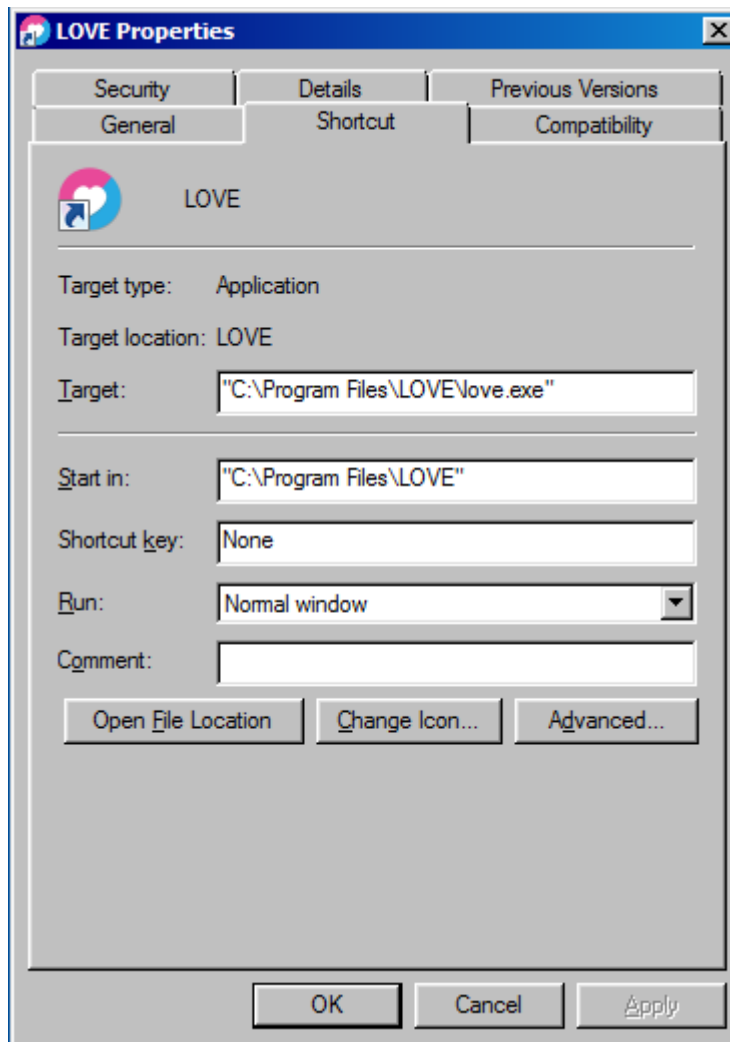 LOVE Properties
Security Details Previous Versions
General Shortcut Compatibility
LOVE
Target type: Application
Target location: LOVE
Target: "C:\Program Files\LOVE\love.exe"
Start in: "C:\Program Files\LOVE"
Shortcut key: None
Run: Normal window
Comment:
Open File Location Change Icon... Advanced...
OK Cancel Apply